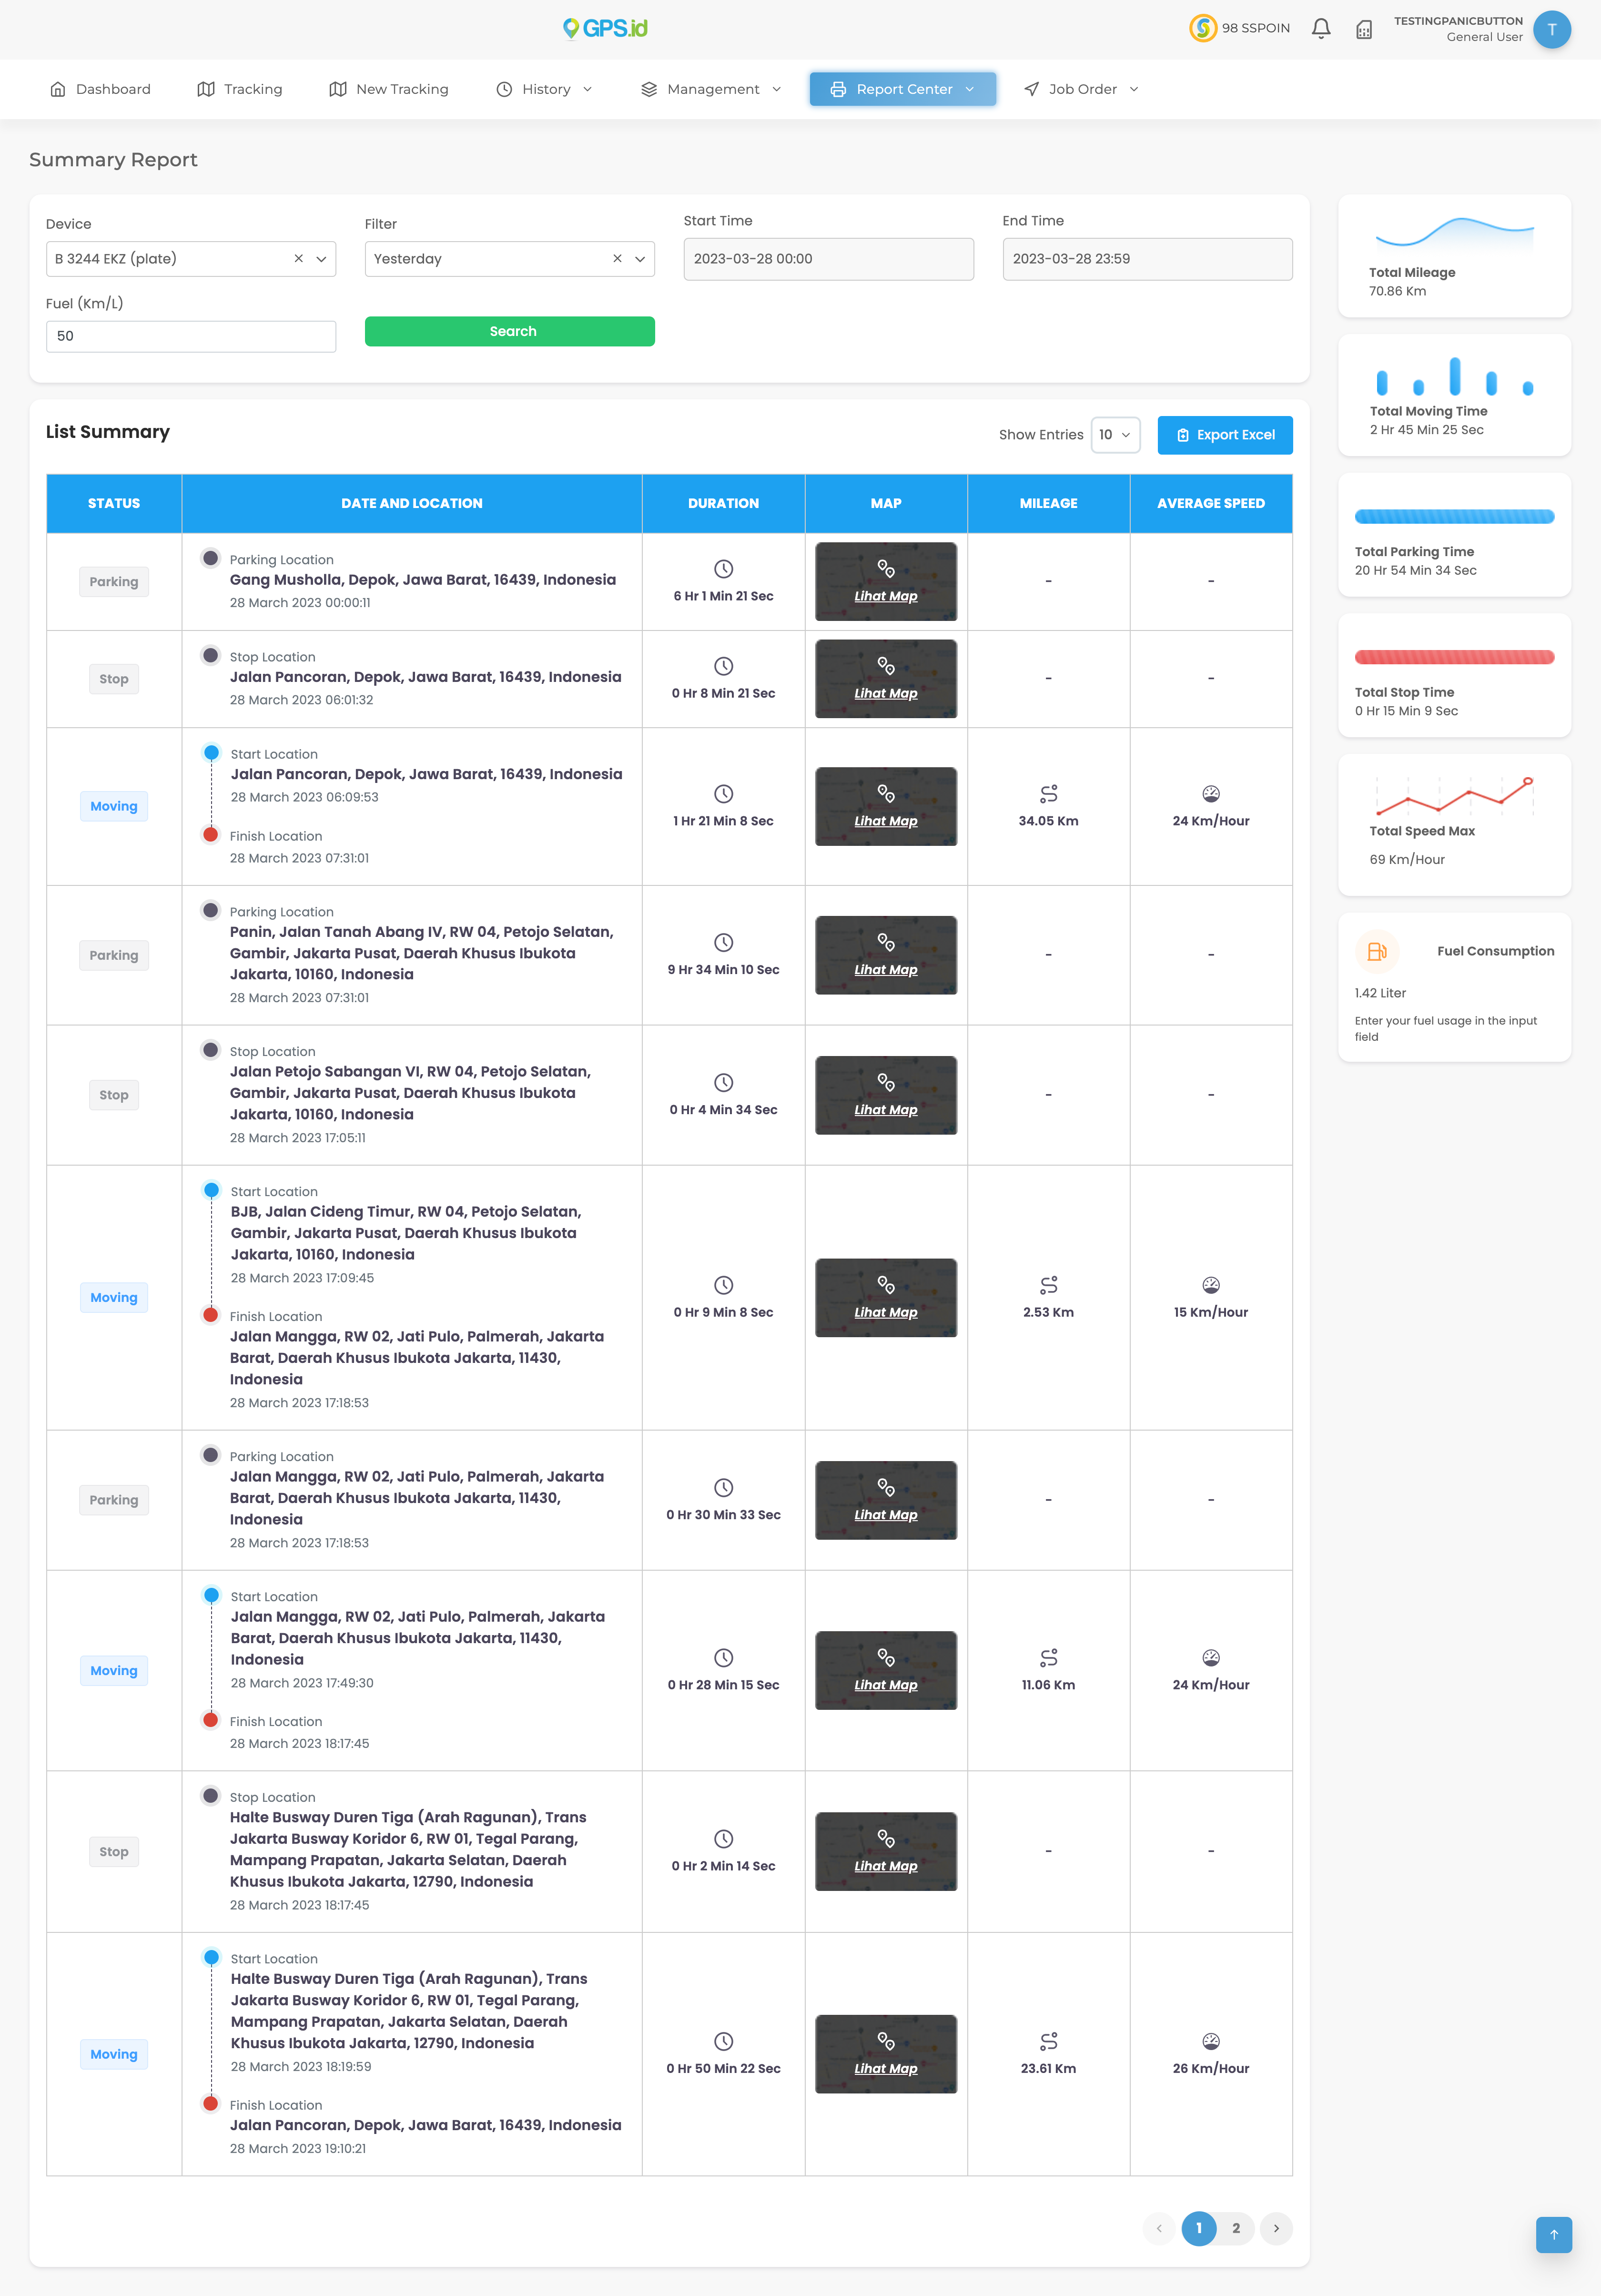 GPS.id
98 SSPOIN
TESTINGPANICBUTTON
General User
T
Dashboard
Tracking
New Tracking
History
Management
Report Center
Job Order
Summary Report
Device
B 3244 EKZ (plate)
Filter
Yesterday
Start Time
2023-03-28 00:00
End Time
2023-03-28 23:59
Fuel (Km/L)
50
Search
List Summary
Show Entries
10
Export Excel
STATUS
DATE AND LOCATION
DURATION
MAP
MILEAGE
AVERAGE SPEED
Parking
Parking Location
Gang Musholla, Depok, Jawa Barat, 16439, Indonesia
28 March 2023 00:00:11
6 Hr 1 Min 21 Sec
Lihat Map
-
-
Stop
Stop Location
Jalan Pancoran, Depok, Jawa Barat, 16439, Indonesia
28 March 2023 06:01:32
0 Hr 8 Min 21 Sec
Lihat Map
-
-
Moving
Start Location
Jalan Pancoran, Depok, Jawa Barat, 16439, Indonesia
28 March 2023 06:09:53
Finish Location
28 March 2023 07:31:01
1 Hr 21 Min 8 Sec
Lihat Map
34.05 Km
24 Km/Hour
Parking
Parking Location
Panin, Jalan Tanah Abang IV, RW 04, Petojo Selatan,
Gambir, Jakarta Pusat, Daerah Khusus Ibukota
Jakarta, 10160, Indonesia
28 March 2023 07:31:01
9 Hr 34 Min 10 Sec
Lihat Map
-
-
Stop
Stop Location
Jalan Petojo Sabangan VI, RW 04, Petojo Selatan,
Gambir, Jakarta Pusat, Daerah Khusus Ibukota
Jakarta, 10160, Indonesia
28 March 2023 17:05:11
0 Hr 4 Min 34 Sec
Lihat Map
-
-
Moving
Start Location
BJB, Jalan Cideng Timur, RW 04, Petojo Selatan,
Gambir, Jakarta Pusat, Daerah Khusus Ibukota
Jakarta, 10160, Indonesia
28 March 2023 17:09:45
Finish Location
Jalan Mangga, RW 02, Jati Pulo, Palmerah, Jakarta
Barat, Daerah Khusus Ibukota Jakarta, 11430,
Indonesia
28 March 2023 17:18:53
0 Hr 9 Min 8 Sec
Lihat Map
2.53 Km
15 Km/Hour
Parking
Parking Location
Jalan Mangga, RW 02, Jati Pulo, Palmerah, Jakarta
Barat, Daerah Khusus Ibukota Jakarta, 11430,
Indonesia
28 March 2023 17:18:53
0 Hr 30 Min 33 Sec
Lihat Map
-
-
Moving
Start Location
Jalan Mangga, RW 02, Jati Pulo, Palmerah, Jakarta
Barat, Daerah Khusus Ibukota Jakarta, 11430,
Indonesia
28 March 2023 17:49:30
Finish Location
28 March 2023 18:17:45
0 Hr 28 Min 15 Sec
Lihat Map
11.06 Km
24 Km/Hour
Stop
Stop Location
Halte Busway Duren Tiga (Arah Ragunan), Trans
Jakarta Busway Koridor 6, RW 01, Tegal Parang,
Mampang Prapatan, Jakarta Selatan, Daerah
Khusus Ibukota Jakarta, 12790, Indonesia
28 March 2023 18:17:45
0 Hr 2 Min 14 Sec
Lihat Map
-
-
Moving
Start Location
Halte Busway Duren Tiga (Arah Ragunan), Trans
Jakarta Busway Koridor 6, RW 01, Tegal Parang,
Mampang Prapatan, Jakarta Selatan, Daerah
Khusus Ibukota Jakarta, 12790, Indonesia
28 March 2023 18:19:59
Finish Location
Jalan Pancoran, Depok, Jawa Barat, 16439, Indonesia
28 March 2023 19:10:21
0 Hr 50 Min 22 Sec
Lihat Map
23.61 Km
26 Km/Hour
1
2
Total Mileage
70.86 Km
Total Moving Time
2 Hr 45 Min 25 Sec
Total Parking Time
20 Hr 54 Min 34 Sec
Total Stop Time
0 Hr 15 Min 9 Sec
Total Speed Max
69 Km/Hour
Fuel Consumption
1.42 Liter
Enter your fuel usage in the input
field